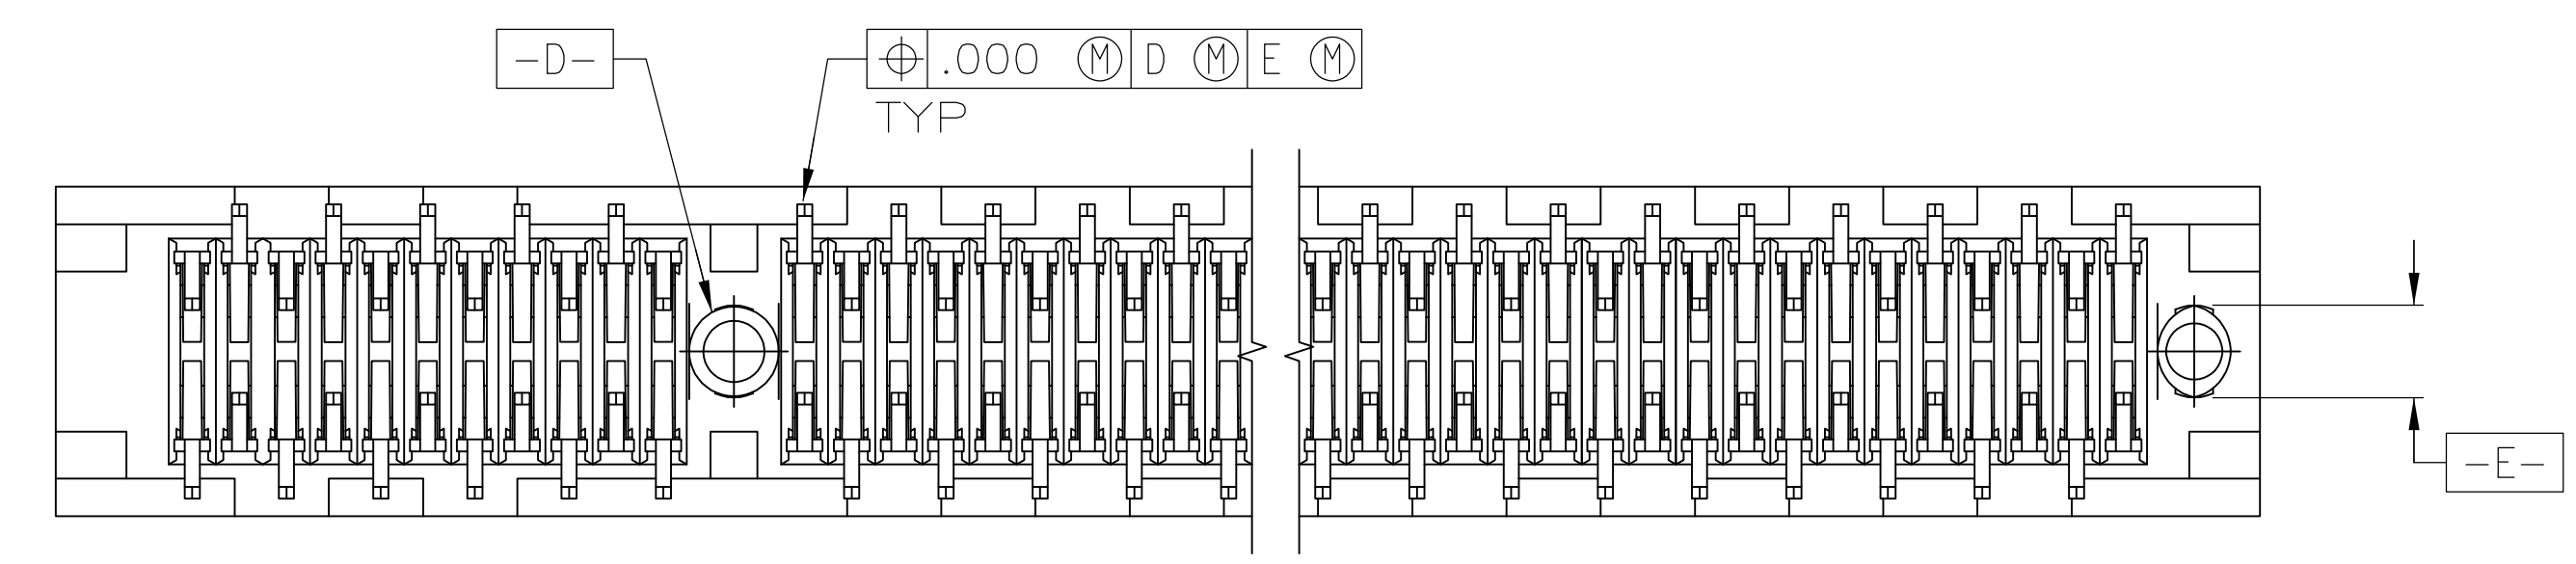 -D-
⌖ .000 Ⓜ D Ⓜ E Ⓜ
TYP
-E-